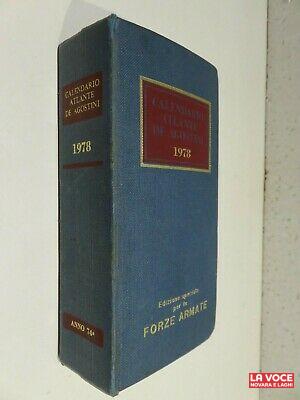 CALENDARIO
ATLANTE
DE AGOSTINI
1978
ANNO 74º
CALENDARIO
ATLANTE
DE AGOSTINI
1978
Edizione speciale
per le
FORZE ARMATE
LA VOCE
NOVARA E LAGHI